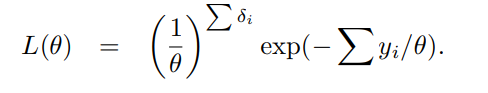 L(θ) = (1/θ)^{∑ δ_i} exp(− ∑ y_i/θ).